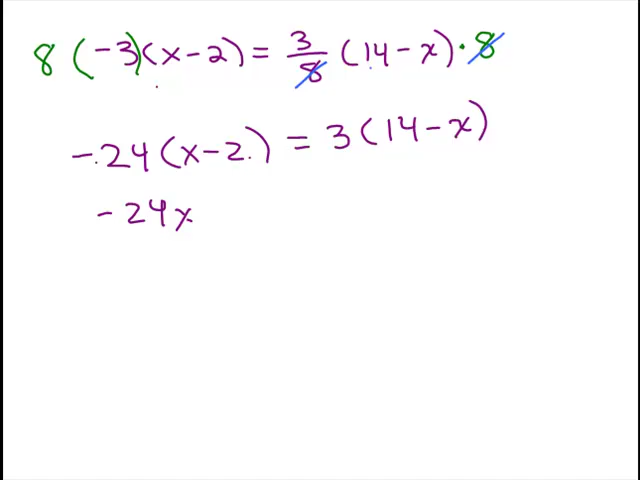 8 (-3)(x-2) = 3/8 (14-x)·8
-24(x-2) = 3(14-x)
-24x